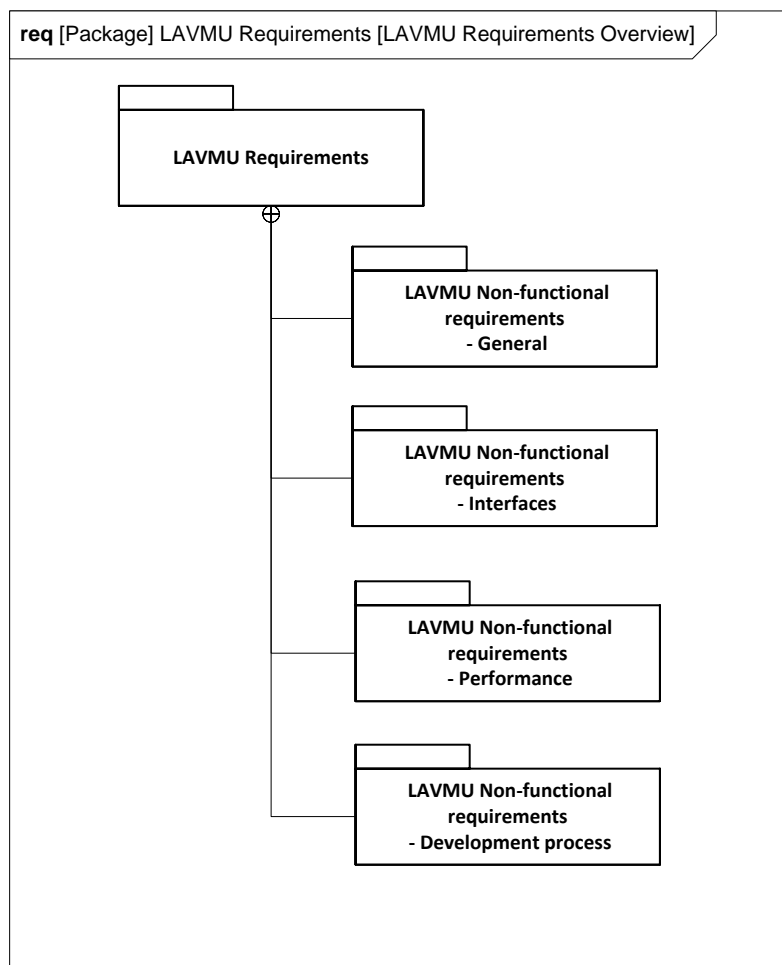 req [Package] LAVMU Requirements [LAVMU Requirements Overview]
LAVMU Requirements
LAVMU Non-functional
requirements
- General
LAVMU Non-functional
requirements
- Interfaces
LAVMU Non-functional
requirements
- Performance
LAVMU Non-functional
requirements
- Development process